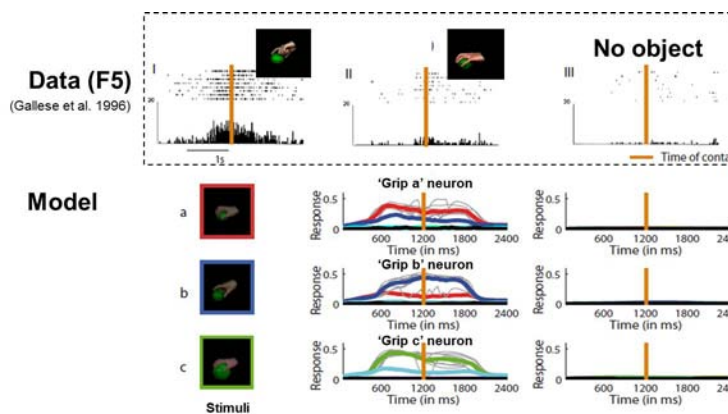 Data (F5)
(Gallese et al. 1996)
I
20
1s
II
20
No object
III
20
Time of conta
Model
a
Response
0.5
0
'Grip a' neuron
600 1200 1800 2400
Time (in ms)
Response
0.5
0
600 1200 1800 240
Time (in ms)
b
Response
0.5
0
'Grip b' neuron
600 1200 1800 2400
Time (in ms)
Response
0.5
0
600 1200 1800 240
Time (in ms)
c
Response
0.5
0
'Grip c' neuron
600 1200 1800 2400
Time (in ms)
Response
0.5
0
600 1200 1800 240
Time (in ms)
Stimuli